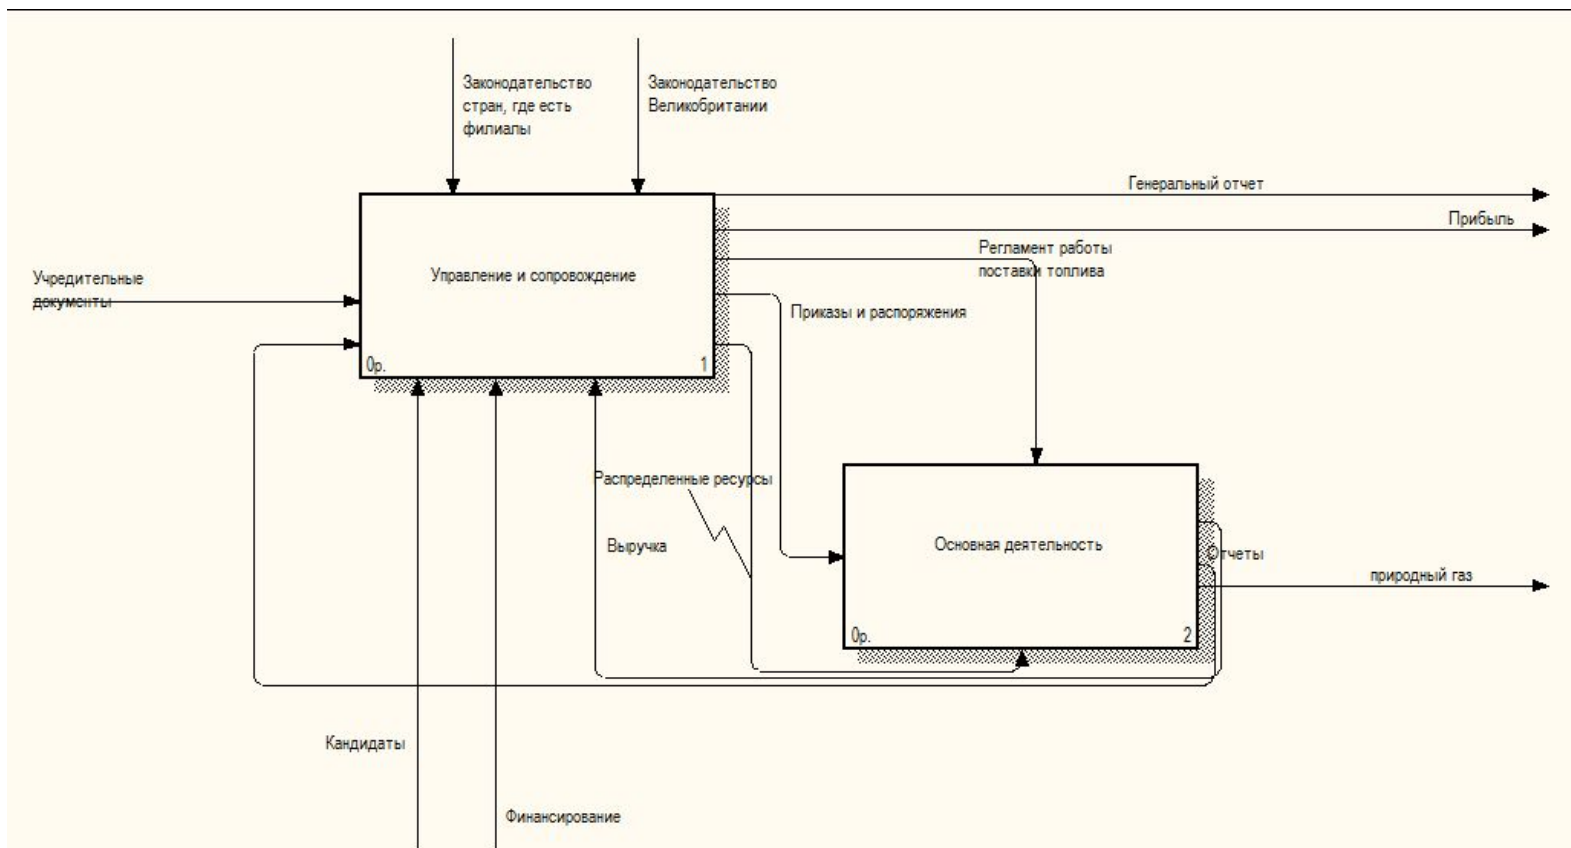 Законодательство
стран, где есть
филиалы
Законодательство
Великобритании
Генеральный отчет
Прибыль
Регламент работы
поставки топлива
Управление и сопровождение
Учредительные
документы
Приказы и распоряжения
0р.
1
Распределенные ресурсы
Выручка
Основная деятельность
Отчеты
природный газ
0р.
2
Кандидаты
Финансирование